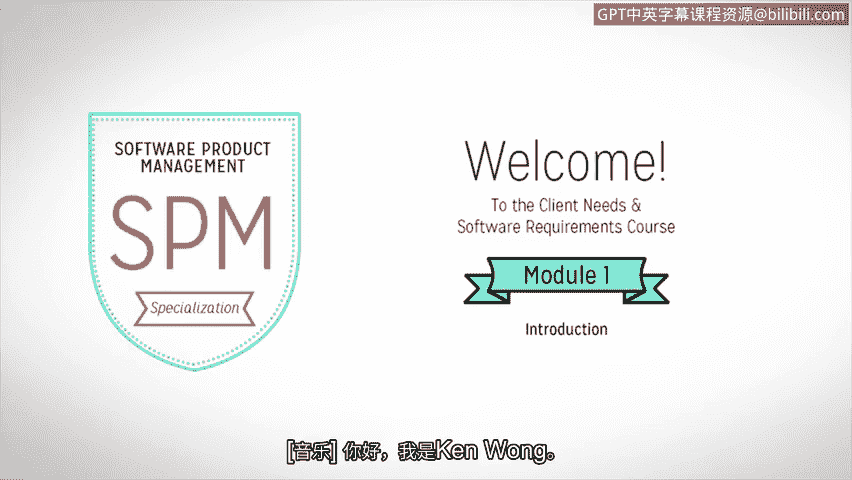 GPT中英字幕课程资源@bilibili.com
SOFTWARE PRODUCT
MANAGEMENT
SPM
Specialization
Welcome!
To the Client Needs &
Software Requirements Course
Module 1
Introduction
[音乐] 你好，我是Ken Wong。